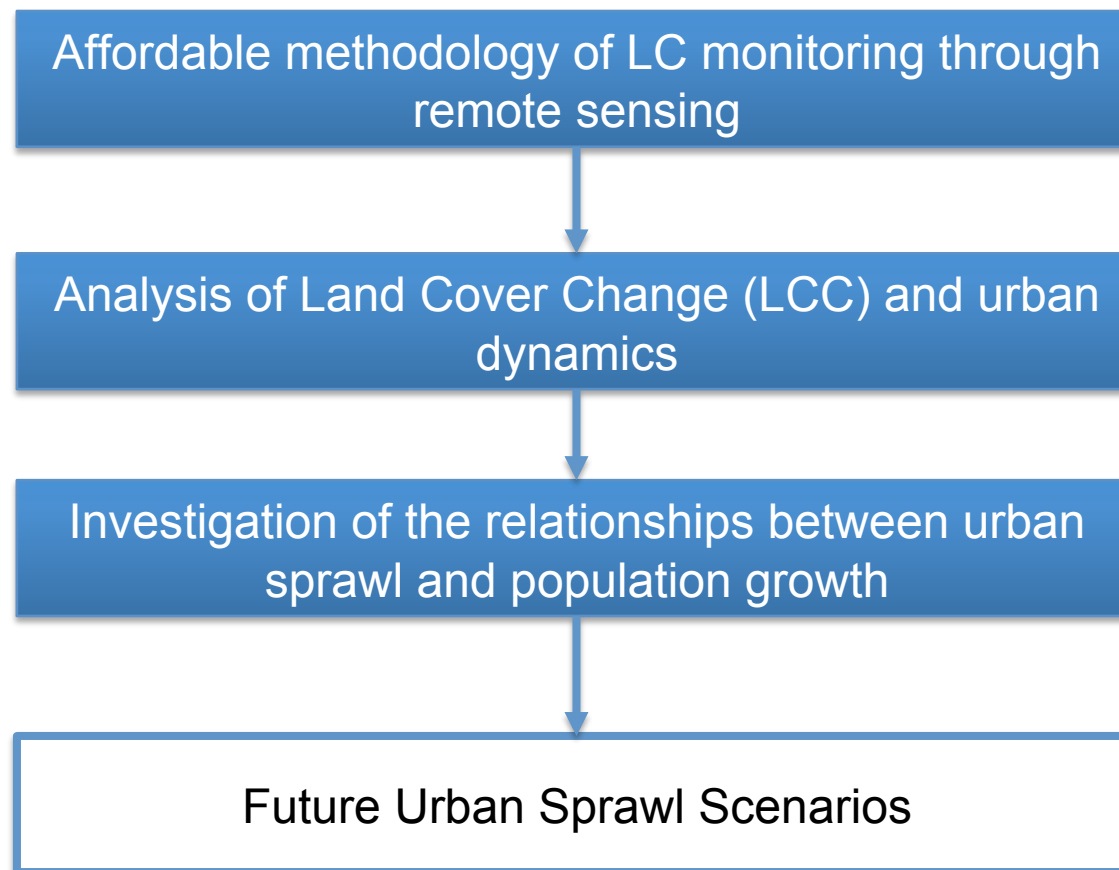 Affordable methodology of LC monitoring through
remote sensing
Analysis of Land Cover Change (LCC) and urban
dynamics
Investigation of the relationships between urban
sprawl and population growth
Future Urban Sprawl Scenarios